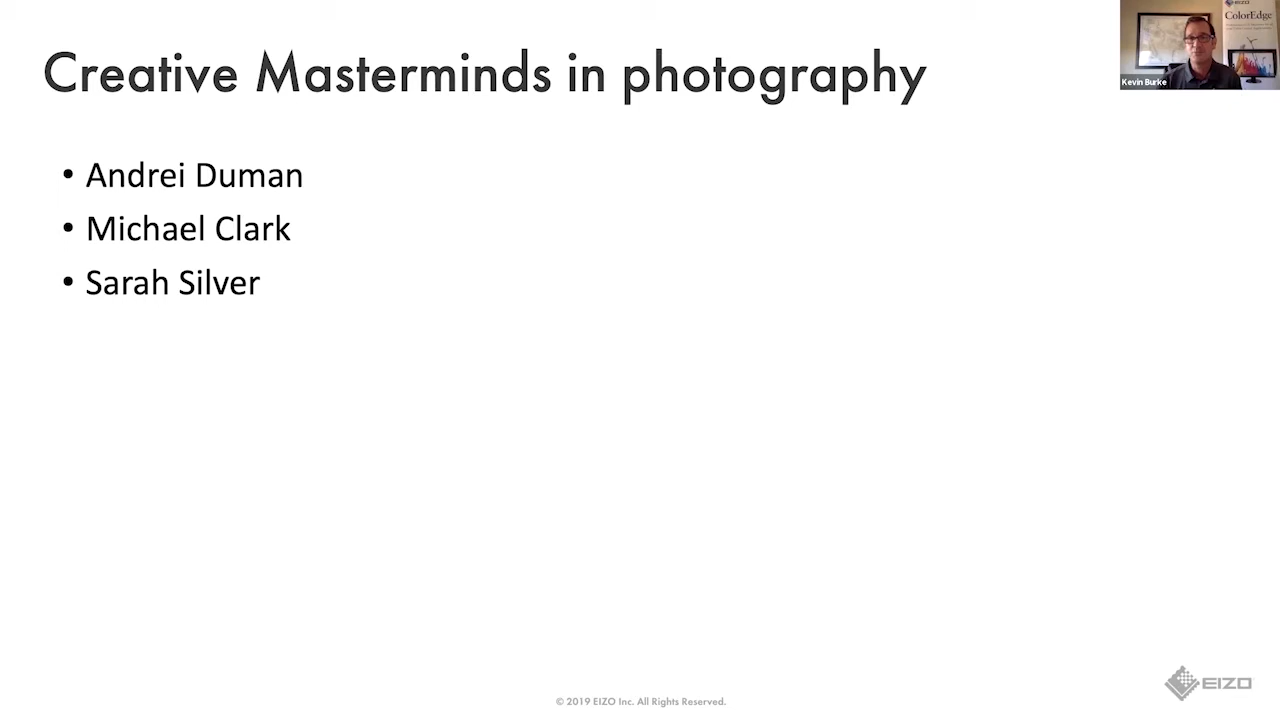 Creative Masterminds in photography
EIZO
ColorEdge
Kevin Burke
• Andrei Duman
• Michael Clark
• Sarah Silver
© 2019 EIZO Inc. All Rights Reserved.
EIZO